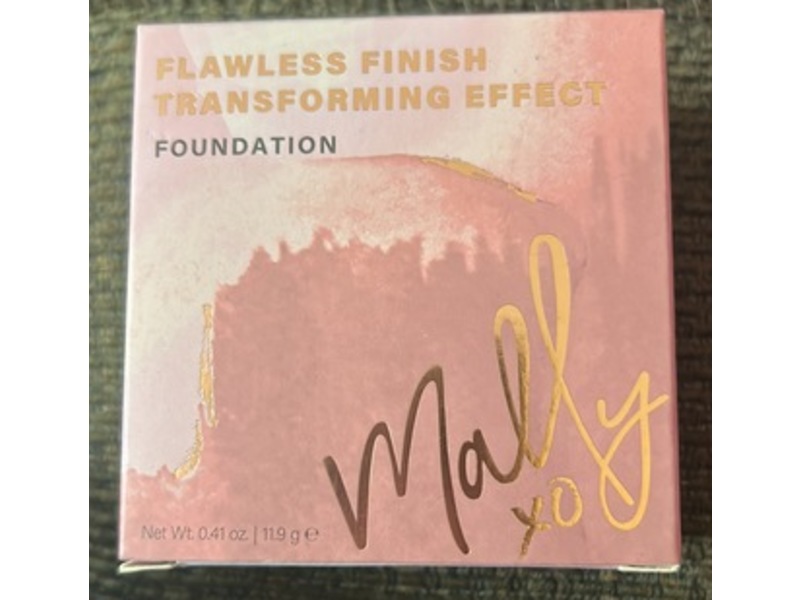 FLAWLESS FINISH
TRANSFORMING EFFECT
FOUNDATION
Mally
xo
Net Wt. 0.41 oz. | 11.9 g ℮